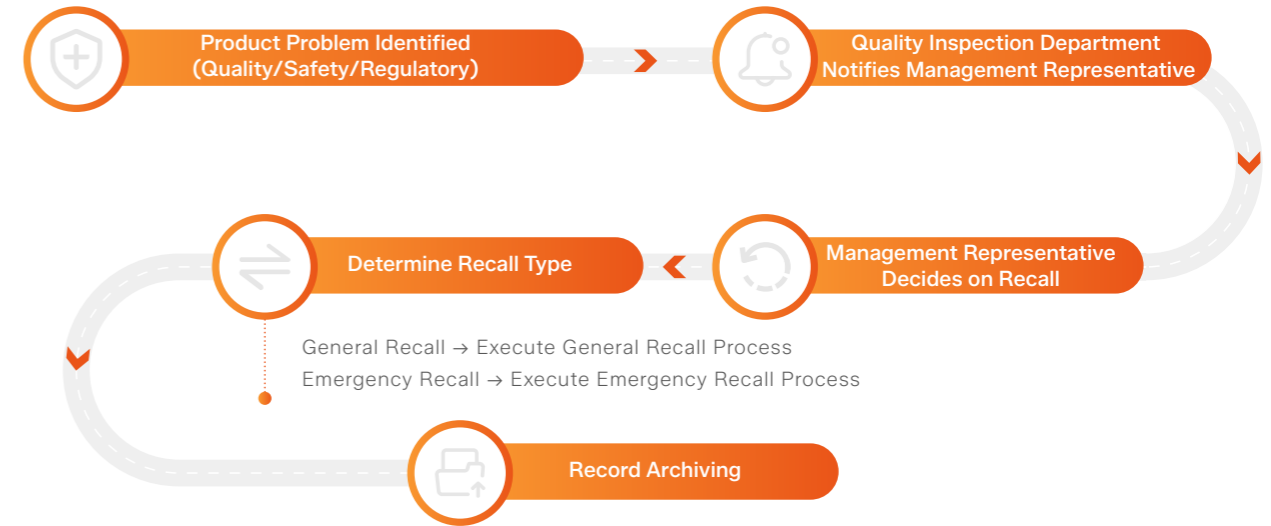 Product Problem Identified
(Quality/Safety/Regulatory)
Quality Inspection Department
Notifies Management Representative
Management Representative
Decides on Recall
Determine Recall Type
General Recall → Execute General Recall Process
Emergency Recall → Execute Emergency Recall Process
Record Archiving